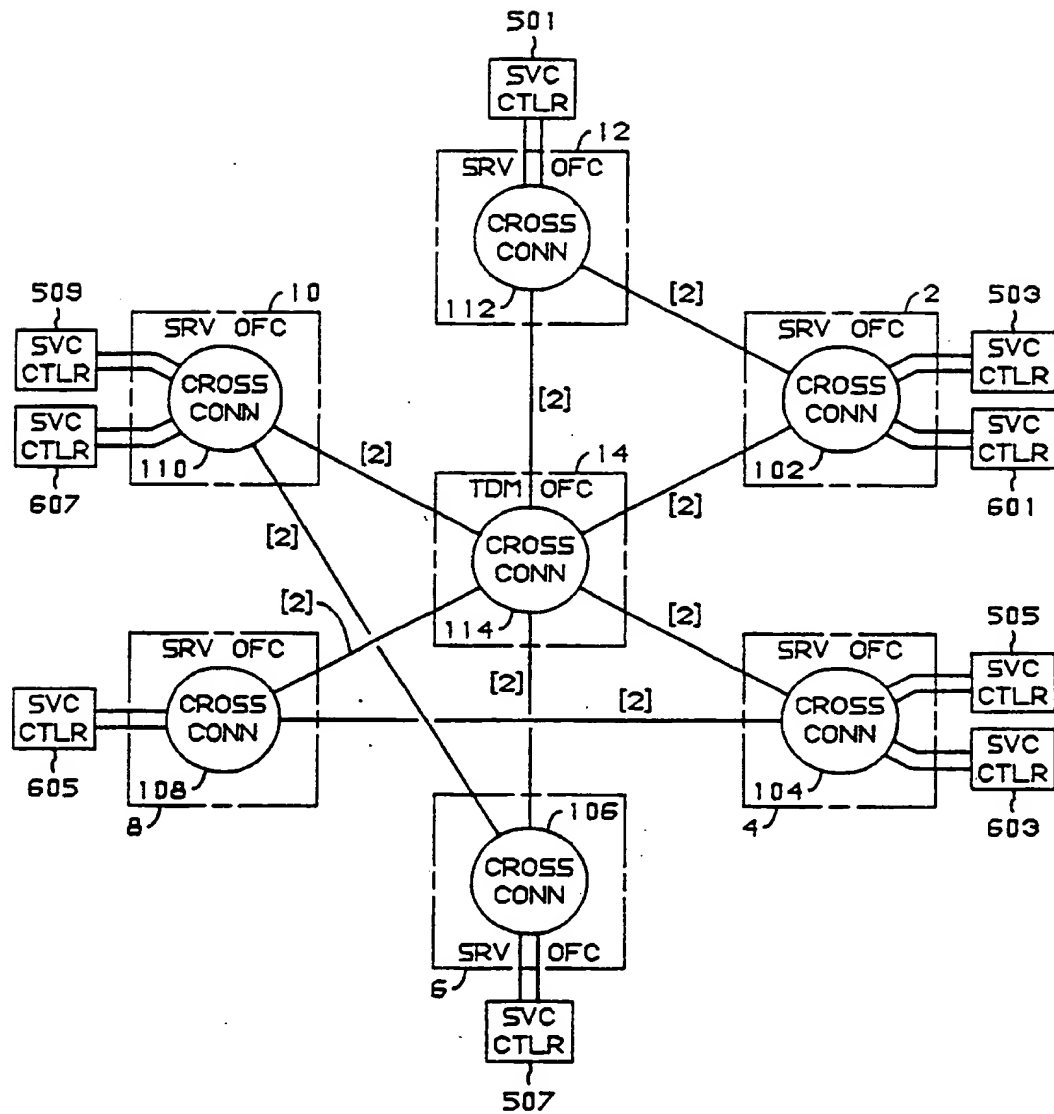 501
SVC
CTLR
12
SRV OFC
CROSS
CONN
112
[2]
[2]
509
SVC
CTLR
SVC
CTLR
607
10
SRV OFC
CROSS
CONN
110
2
SRV OFC
CROSS
CONN
102
503
SVC
CTLR
SVC
CTLR
601
[2]
[2]
[2]
14
TDM OFC
CROSS
CONN
114
[2]
[2]
[2]
[2]
SRV OFC
CROSS
CONN
108
8
SVC
CTLR
605
SRV OFC
CROSS
CONN
104
4
505
SVC
CTLR
SVC
CTLR
603
106
CROSS
CONN
SRV OFC
6
SVC
CTLR
507